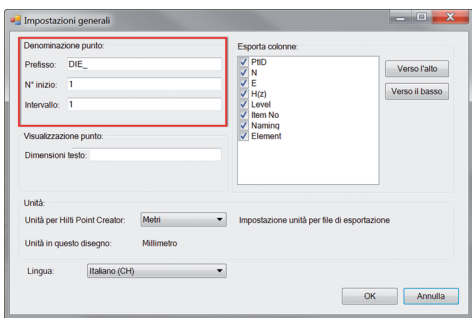 Impostazioni generali
Denominazione punto:
Prefisso: DIE_
N° inizio: 1
Intervallo: 1
Visualizzazione punto:
Dimensioni testo:
Esporta colonne:
PtID
N
E
H(z)
Level
Item No
Naming
Element
Verso l'alto
Verso il basso
Unità:
Unità per Hilti Point Creator: Metri Impostazione unità per file di esportazione
Unità in questo disegno: Millimetro
Lingua: Italiano (CH)
OK Annulla